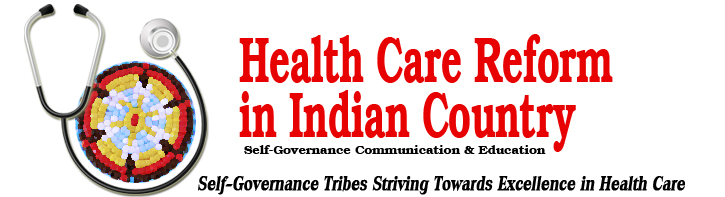 Health Care Reform
in Indian Country
Self-Governance Communication & Education
Self-Governance Tribes Striving Towards Excellence in Health Care